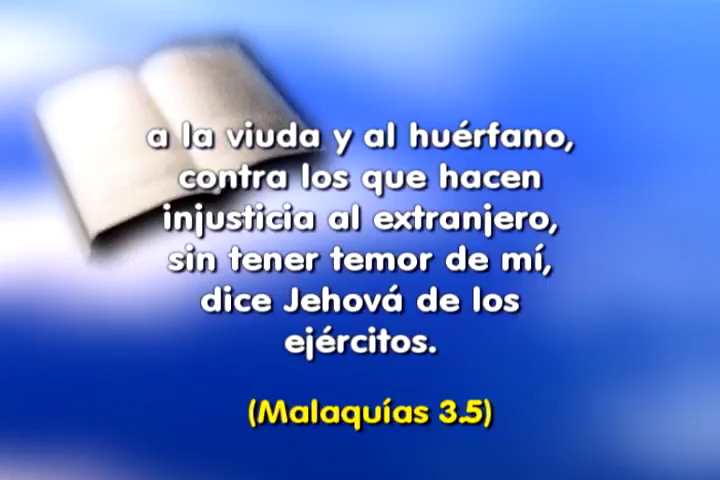 a la viuda y al huérfano,
contra los que hacen
injusticia al extranjero,
sin tener temor de mí,
dice Jehová de los
ejércitos.
(Malaquías 3.5)